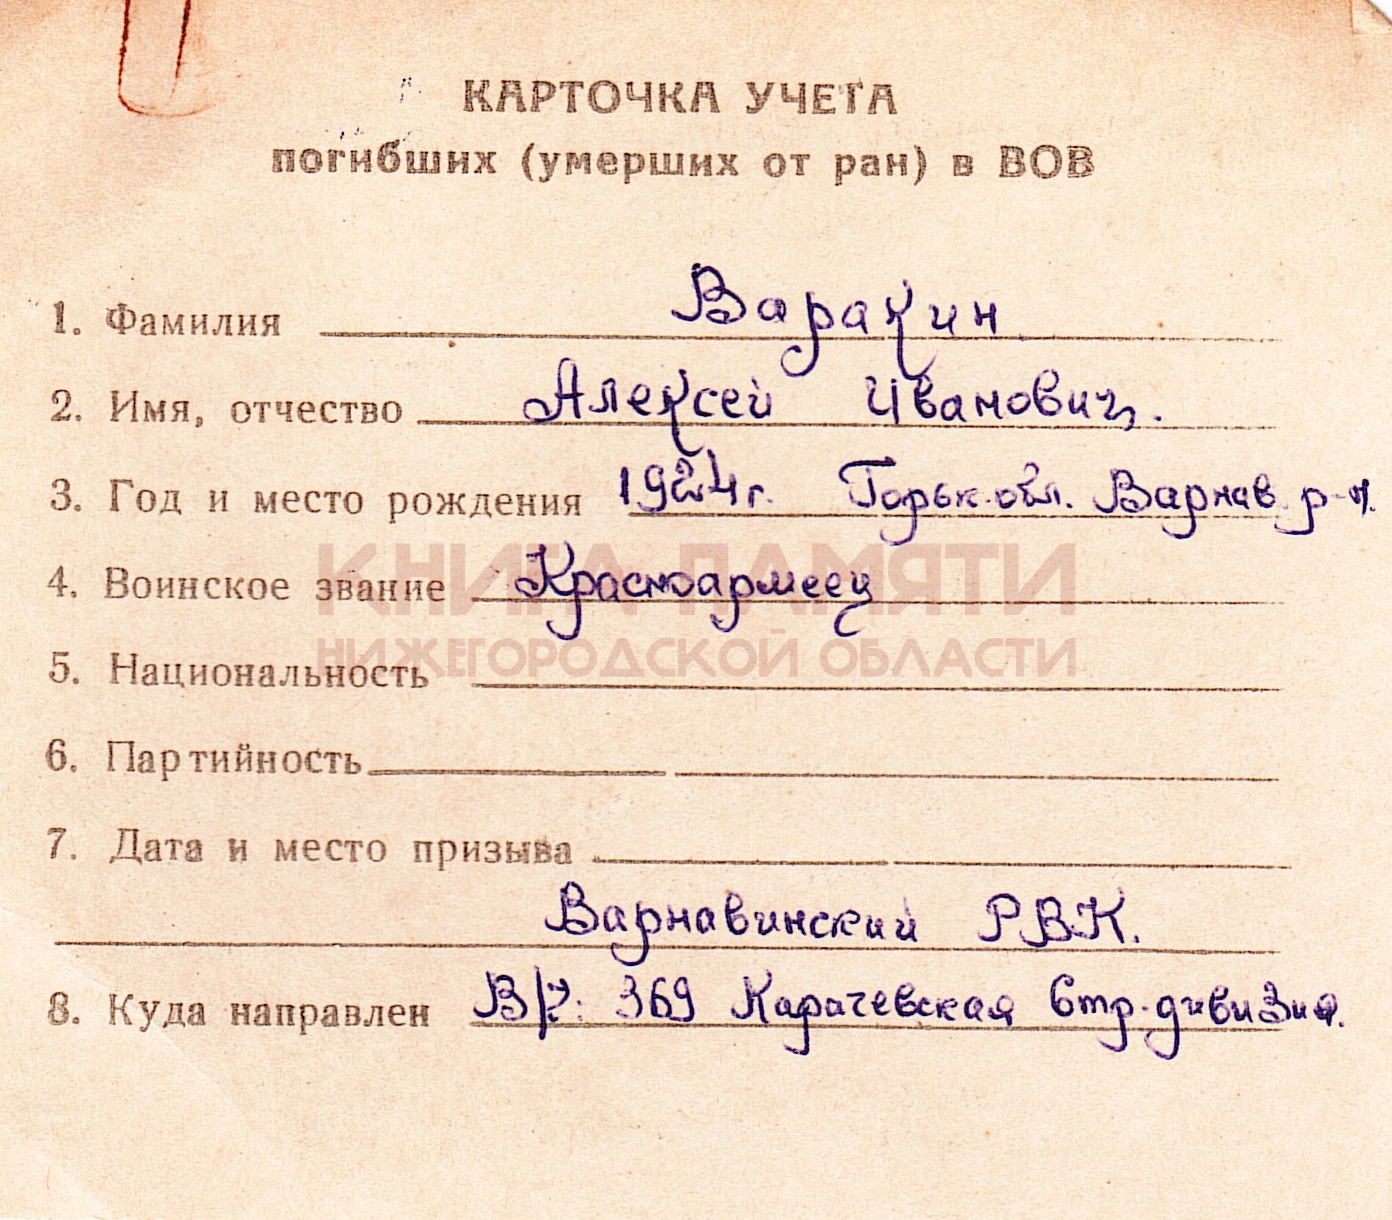 КАРТОЧКА УЧЕТА
погибших (умерших от ран) в ВОВ
1. Фамилия Варакин
2. Имя, отчество Алексей Иванович.
3. Год и место рождения 1924г. Горьк. обл. Варнав. р-н.
КНИГА ПАМЯТИ
4. Воинское звание Красноармеец
НИЖЕГОРОДСКОЙ ОБЛАСТИ
5. Национальность
6. Партийность
7. Дата и место призыва
Варнавинский РВК.
8. Куда направлен В/ч. 369 Карачевская Стр. дивизия.